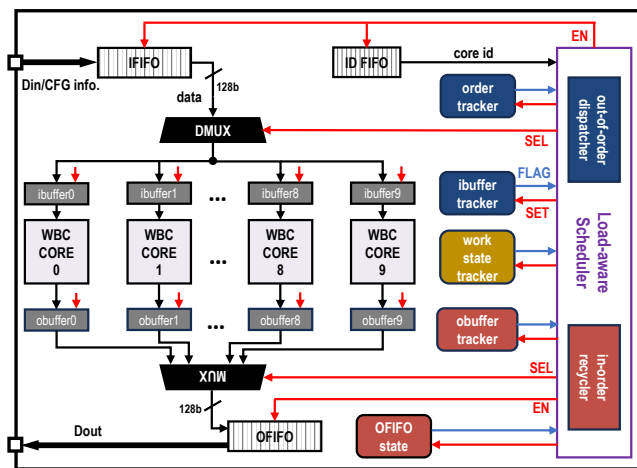 EN
IFIFO
ID FIFO
core id
Din/CFG info.
128b
data
order
tracker
out-of-order
dispatcher
DMUX
SEL
FLAG
ibuffer0
ibuffer1
...
ibuffer8
ibuffer9
ibuffer
tracker
SET
WBC
CORE
0
WBC
CORE
1
...
WBC
CORE
8
WBC
CORE
9
work
state
tracker
Load-aware
Scheduler
obuffer0
obuffer1
...
obuffer8
obuffer9
obuffer
tracker
in-order
recycler
MUX
SEL
128b
EN
Dout
OFIFO
OFIFO
state